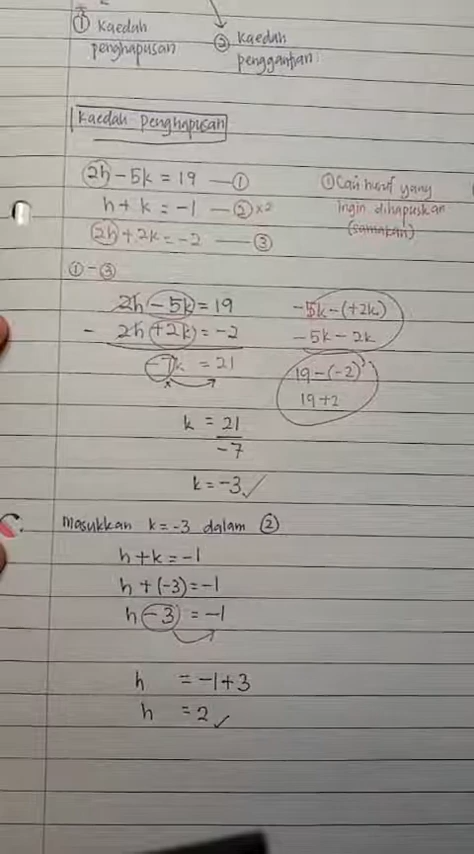 ① Kaedah
penghapusan
② Kaedah
penggantian
Kaedah Penghapusan
2h - 5k = 19 — ①
h + k = -1 — ② ×2
2h + 2k = -2 — ③
① Cari huruf yang
ingin dihapuskan
(samakan)
① - ③
2h - 5k = 19
- 2h + 2k = -2
-7k = 21
-5k - (+2k)
-5k - 2k
19 - (-2)
19 + 2
k = 21
-7
k = -3 ✓
Masukkan k = -3 dalam ②
h + k = -1
h + (-3) = -1
h - 3 = -1
h = -1 + 3
h = 2 ✓